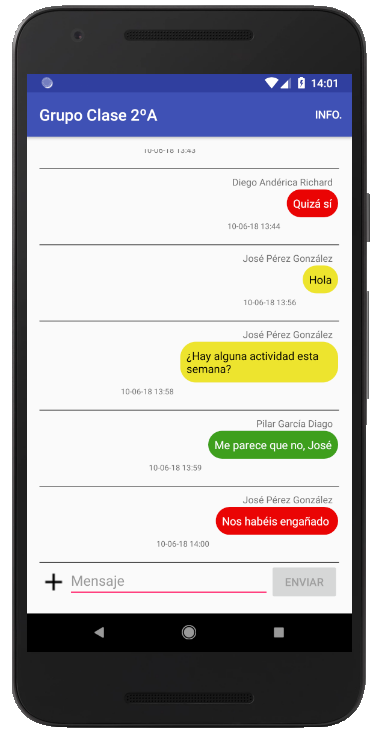 14:01
Grupo Clase 2ºA
INFO.
10-06-18 13:43
Diego Andérica Richard
Quizá sí
10-06-18 13:44
José Pérez González
Hola
10-06-18 13:56
José Pérez González
¿Hay alguna actividad esta
semana?
10-06-18 13:58
Pilar García Diago
Me parece que no, José
10-06-18 13:59
José Pérez González
Nos habéis engañado
10-06-18 14:00
Mensaje
ENVIAR